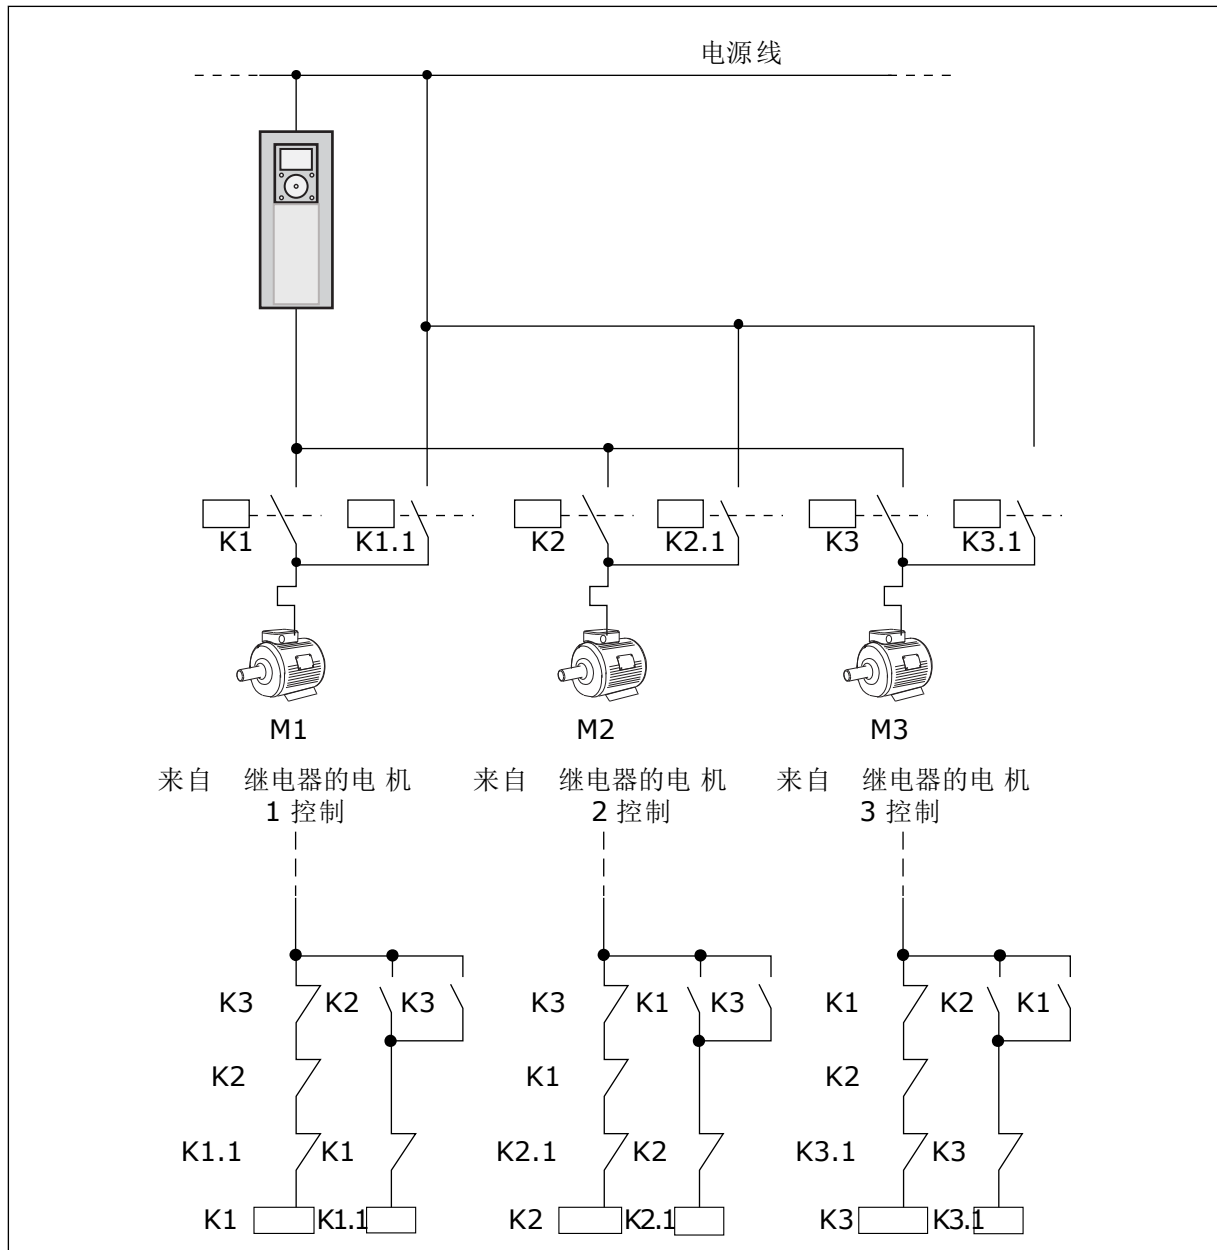 电源线
K1 K1.1 K2 K2.1 K3 K3.1
M1 M2 M3
来自 继电器的电机 来自 继电器的电机 来自 继电器的电机
1 控制 2 控制 3 控制
K3 K2 K3 K3 K1 K3 K1 K2 K1
K2 K1 K2
K1.1 K1 K2.1 K2 K3.1 K3
K1 K1.1 K2 K2.1 K3 K3.1